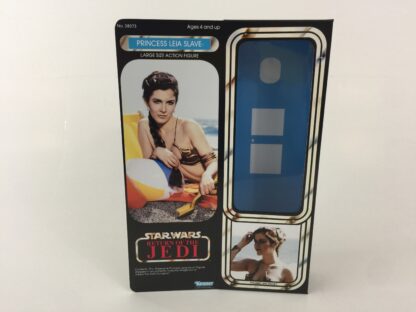 No. 38073
Ages 4 and up
PRINCESS LEIA SLAVE
LARGE SIZE ACTION FIGURE
STAR WARS
RETURN OF THE
JEDI
Kenner